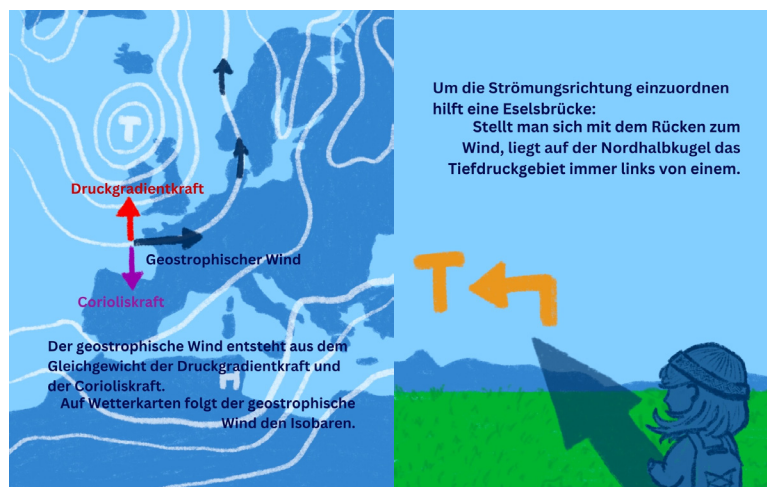 T
Druckgradientkraft
Geostrophischer Wind
Corioliskraft
Der geostrophische Wind entsteht aus dem
Gleichgewicht der Druckgradientkraft und
der Corioliskraft.
H
Auf Wetterkarten folgt der geostrophische
Wind den Isobaren.
Um die Strömungsrichtung einzuordnen
hilft eine Eselsbrücke:
Stellt man sich mit dem Rücken zum
Wind, liegt auf der Nordhalbkugel das
Tiefdruckgebiet immer links von einem.
T